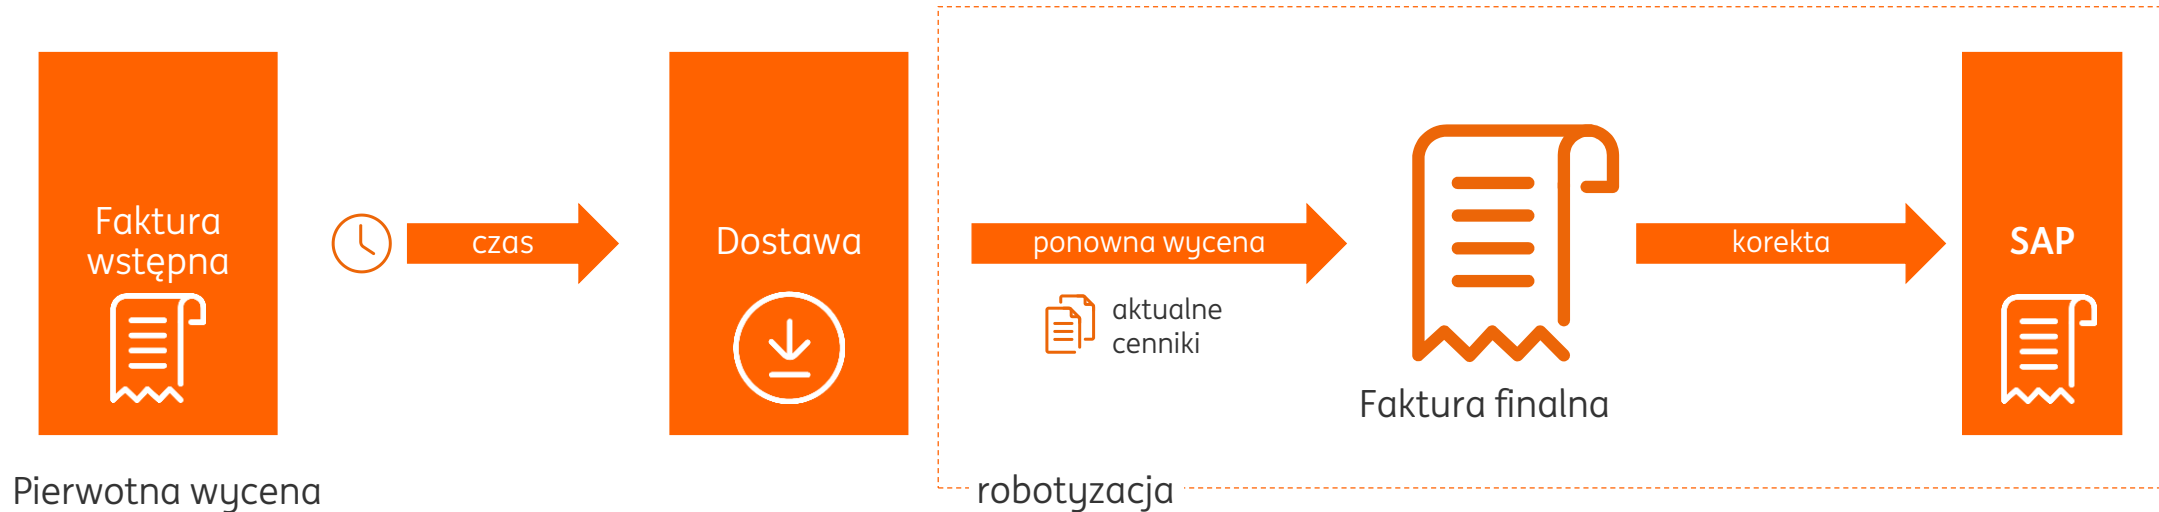 Faktura
wstępna
czas
Dostawa
ponowna wycena
aktualne
cenniki
Faktura finalna
korekta
SAP
Pierwotna wycena
robotyzacja